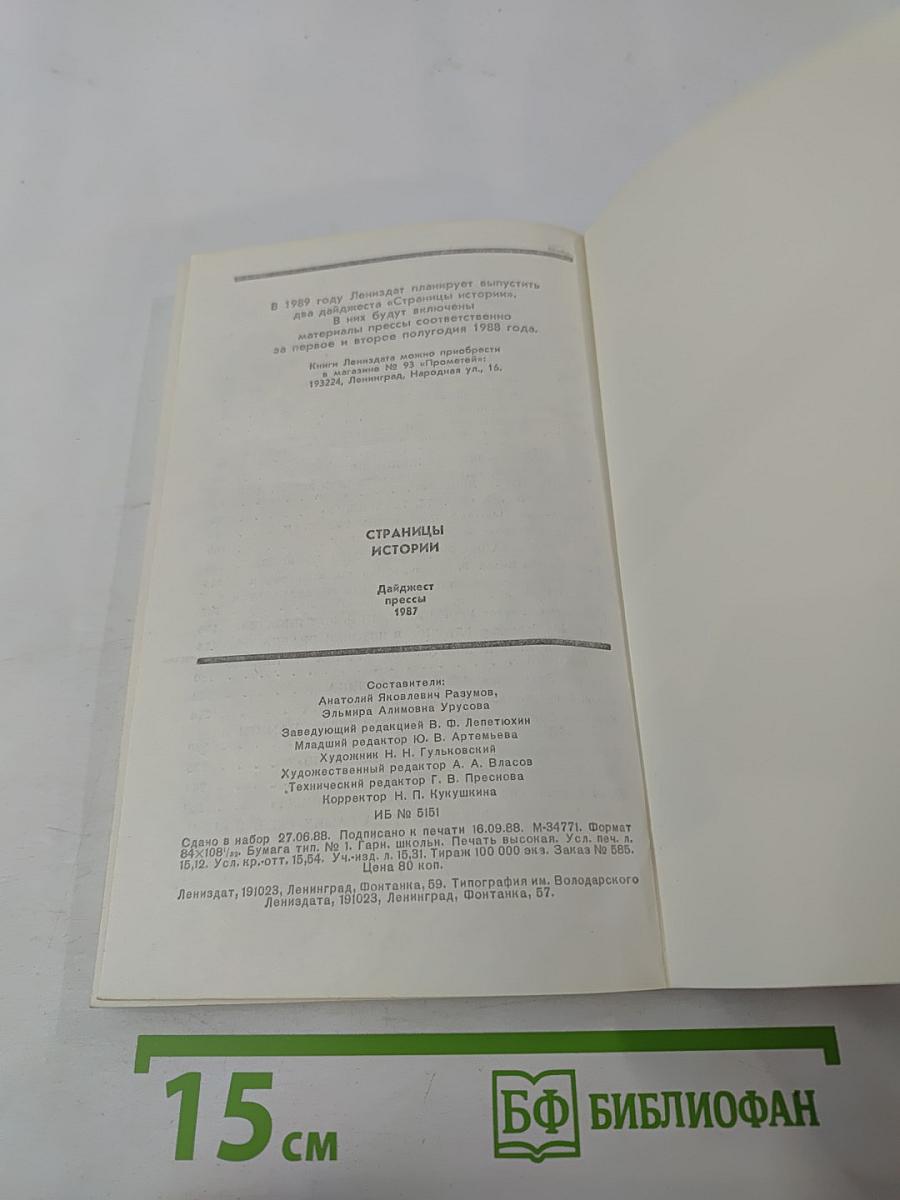 В 1989 году Лениздат планирует выпустить
два дайджеста «Страницы истории».
В них будут включены
материалы прессы соответственно
за первое и второе полугодия 1988 года.
Книги Лениздата можно приобрести
в магазине № 93 «Прометей»:
193224, Ленинград, Народная ул., 16.
СТРАНИЦЫ
ИСТОРИИ
Дайджест
прессы
1987
Составители:
Анатолий Яковлевич Разумов,
Эльмира Алимовна Урусова
Заведующий редакцией В. Ф. Лепетюхин
Младший редактор Ю. В. Артемьева
Художник Н. Н. Гульковский
Художественный редактор А. А. Власов
Технический редактор Г. В. Преснова
Корректор Н. П. Кукушкина
ИБ № 5151
Сдано в набор 27.06.88. Подписано к печати 16.09.88. М-34771. Формат
84×108¹/₃₂. Бумага тип. № 1. Гарн. школьн. Печать высокая. Усл. печ. л.
15,12. Усл. кр.-отт. 15,54. Уч.-изд. л. 15,31. Тираж 100 000 экз. Заказ № 585.
Цена 80 коп.
Лениздат, 191023, Ленинград, Фонтанка, 59. Типография им. Володарского
Лениздата, 191023, Ленинград, Фонтанка, 57.
15 см
БФ БИБЛИОФАН